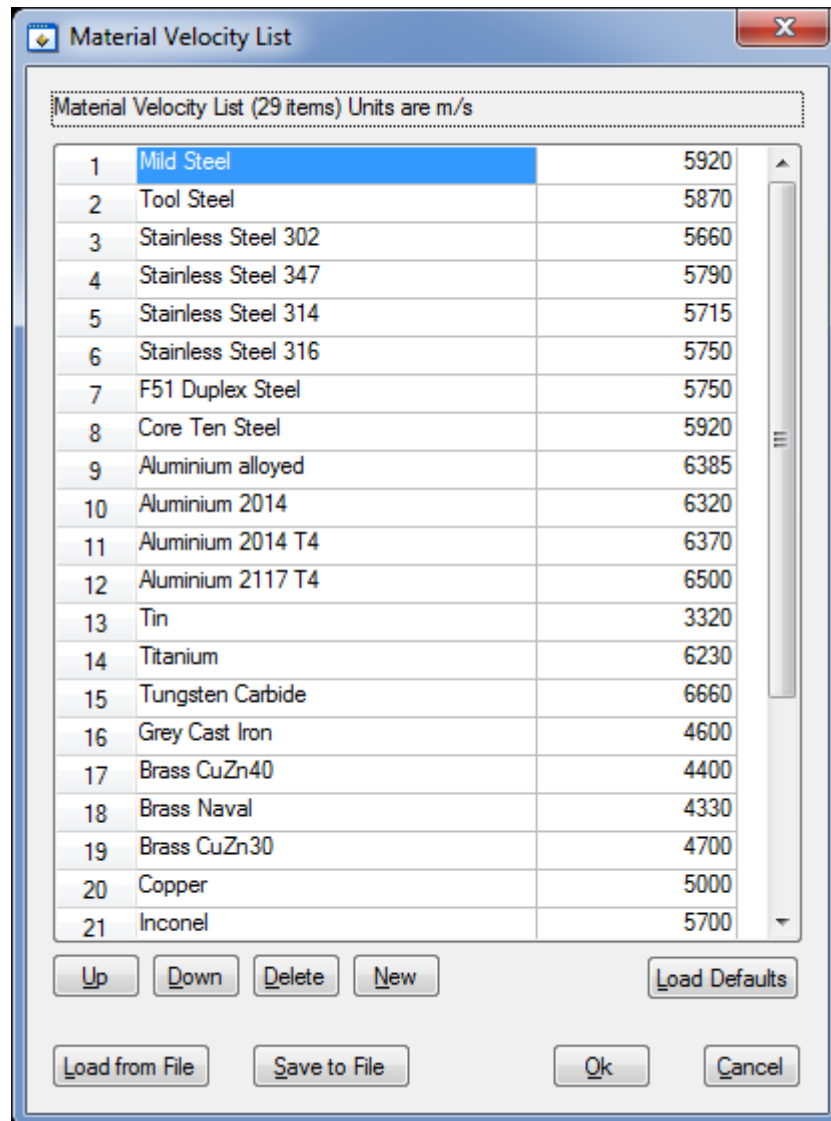 Material Velocity List
Material Velocity List (29 items) Units are m/s
1 Mild Steel 5920
2 Tool Steel 5870
3 Stainless Steel 302 5660
4 Stainless Steel 347 5790
5 Stainless Steel 314 5715
6 Stainless Steel 316 5750
7 F51 Duplex Steel 5750
8 Core Ten Steel 5920
9 Aluminium alloyed 6385
10 Aluminium 2014 6320
11 Aluminium 2014 T4 6370
12 Aluminium 2117 T4 6500
13 Tin 3320
14 Titanium 6230
15 Tungsten Carbide 6660
16 Grey Cast Iron 4600
17 Brass CuZn40 4400
18 Brass Naval 4330
19 Brass CuZn30 4700
20 Copper 5000
21 Inconel 5700
Up Down Delete New Load Defaults
Load from File Save to File Ok Cancel